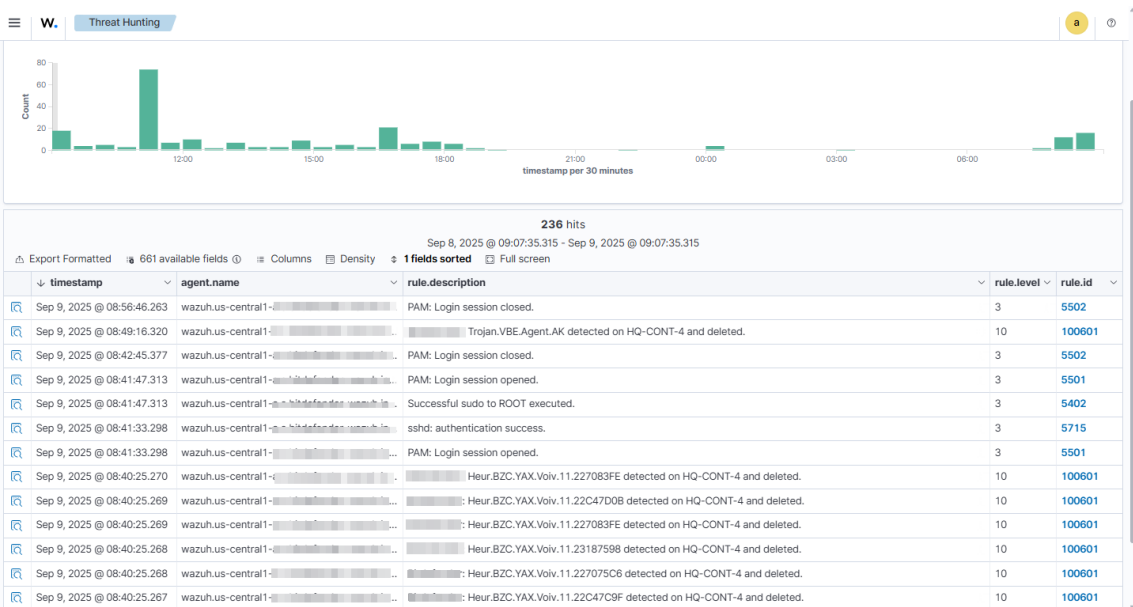 W. Threat Hunting a
80
60
40
20
0
Count
12:00 15:00 18:00 21:00 00:00 03:00 06:00
timestamp per 30 minutes
236 hits
Sep 8, 2025 @ 09:07:35.315 - Sep 9, 2025 @ 09:07:35.315
Export Formatted 661 available fields Columns Density 1 fields sorted Full screen
timestamp agent.name rule.description rule.level rule.id
Sep 9, 2025 @ 08:56:46.263 wazuh.us-central1- PAM: Login session closed. 3 5502
Sep 9, 2025 @ 08:49:16.320 wazuh.us-central1- Trojan.VBE.Agent.AK detected on HQ-CONT-4 and deleted. 10 100601
Sep 9, 2025 @ 08:42:45.377 wazuh.us-central1- ... PAM: Login session closed. 3 5502
Sep 9, 2025 @ 08:41:47.313 wazuh.us-central1- ... PAM: Login session opened. 3 5501
Sep 9, 2025 @ 08:41:47.313 wazuh.us-central1- Successful sudo to ROOT executed. 3 5402
Sep 9, 2025 @ 08:41:33.298 wazuh.us-central1- sshd: authentication success. 3 5715
Sep 9, 2025 @ 08:41:33.298 wazuh.us-central1- ... PAM: Login session opened. 3 5501
Sep 9, 2025 @ 08:40:25.270 wazuh.us-central1- Heur.BZC.YAX.Voiv.11.227083FE detected on HQ-CONT-4 and deleted. 10 100601
Sep 9, 2025 @ 08:40:25.269 wazuh.us-central1- ... : Heur.BZC.YAX.Voiv.11.22C47D0B detected on HQ-CONT-4 and deleted. 10 100601
Sep 9, 2025 @ 08:40:25.269 wazuh.us-central1- ... : Heur.BZC.YAX.Voiv.11.227083FE detected on HQ-CONT-4 and deleted. 10 100601
Sep 9, 2025 @ 08:40:25.268 wazuh.us-central1- ... Heur.BZC.YAX.Voiv.11.23187598 detected on HQ-CONT-4 and deleted. 10 100601
Sep 9, 2025 @ 08:40:25.268 wazuh.us-central1- ... : Heur.BZC.YAX.Voiv.11.227075C6 detected on HQ-CONT-4 and deleted. 10 100601
Sep 9, 2025 @ 08:40:25.267 wazuh.us-central1- ... : Heur.BZC.YAX.Voiv.11.22C47C9F detected on HQ-CONT-4 and deleted. 10 100601